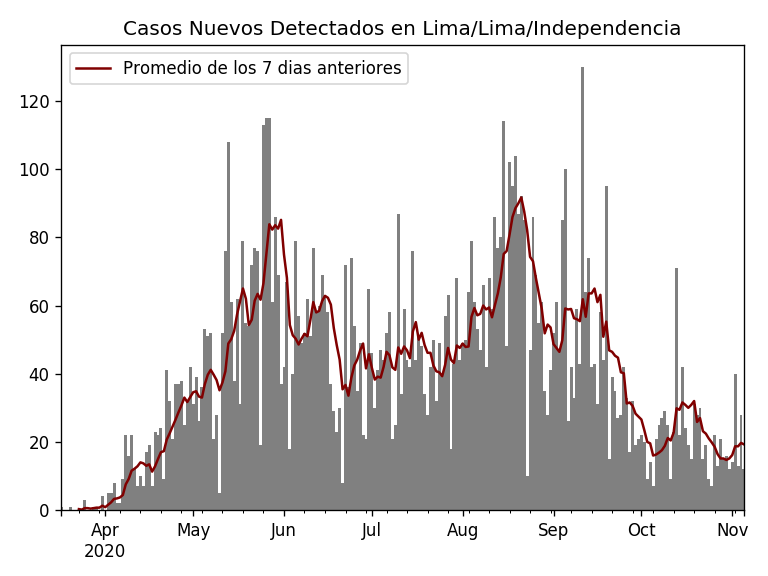 Casos Nuevos Detectados en Lima/Lima/Independencia
Promedio de los 7 dias anteriores
120
100
80
60
40
20
0
Apr May Jun Jul Aug Sep Oct Nov
2020